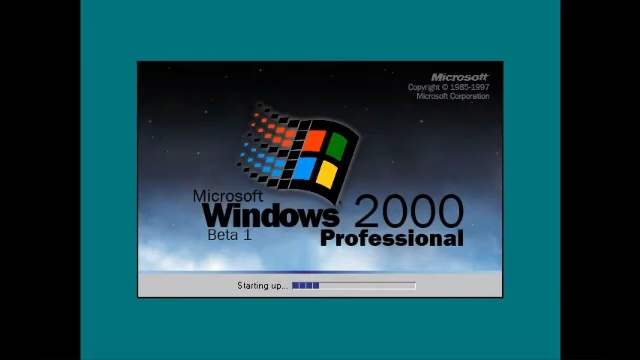 Microsoft
Copyright © 1985-1997
Microsoft Corporation
Microsoft
Windows 2000
Beta 1
Professional
Starting up...